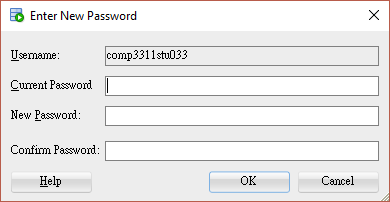 Enter New Password
Username: comp3311stu033
Current Password
New Password:
Confirm Password:
Help OK Cancel